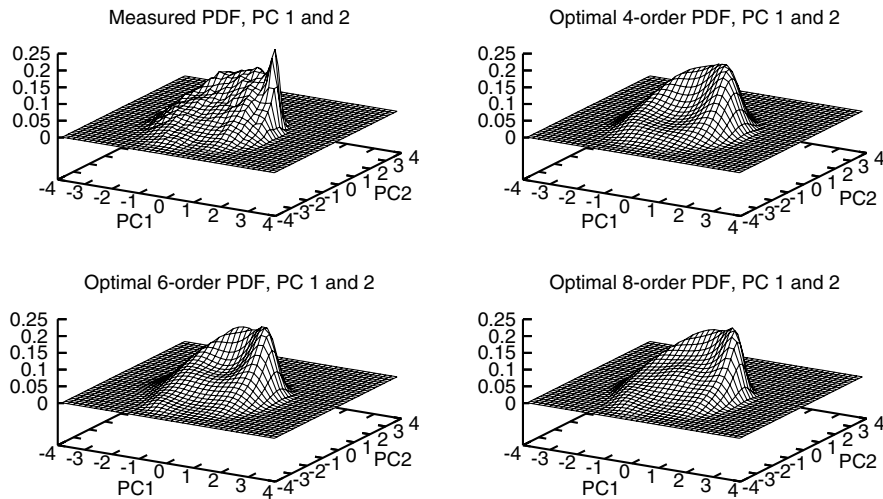 Measured PDF, PC 1 and 2
0.25
0.2
0.15
0.1
0.05
0
-4 -3 -2 -1 0 1 2 3 4
PC1
-4 -3 -2 -1 0 1 2 3 4
PC2
Optimal 4-order PDF, PC 1 and 2
0.25
0.2
0.15
0.1
0.05
0
-4 -3 -2 -1 0 1 2 3 4
PC1
-4 -3 -2 -1 0 1 2 3 4
PC2
Optimal 6-order PDF, PC 1 and 2
0.25
0.2
0.15
0.1
0.05
0
-4 -3 -2 -1 0 1 2 3 4
PC1
-4 -3 -2 -1 0 1 2 3 4
PC2
Optimal 8-order PDF, PC 1 and 2
0.25
0.2
0.15
0.1
0.05
0
-4 -3 -2 -1 0 1 2 3 4
PC1
-4 -3 -2 -1 0 1 2 3 4
PC2